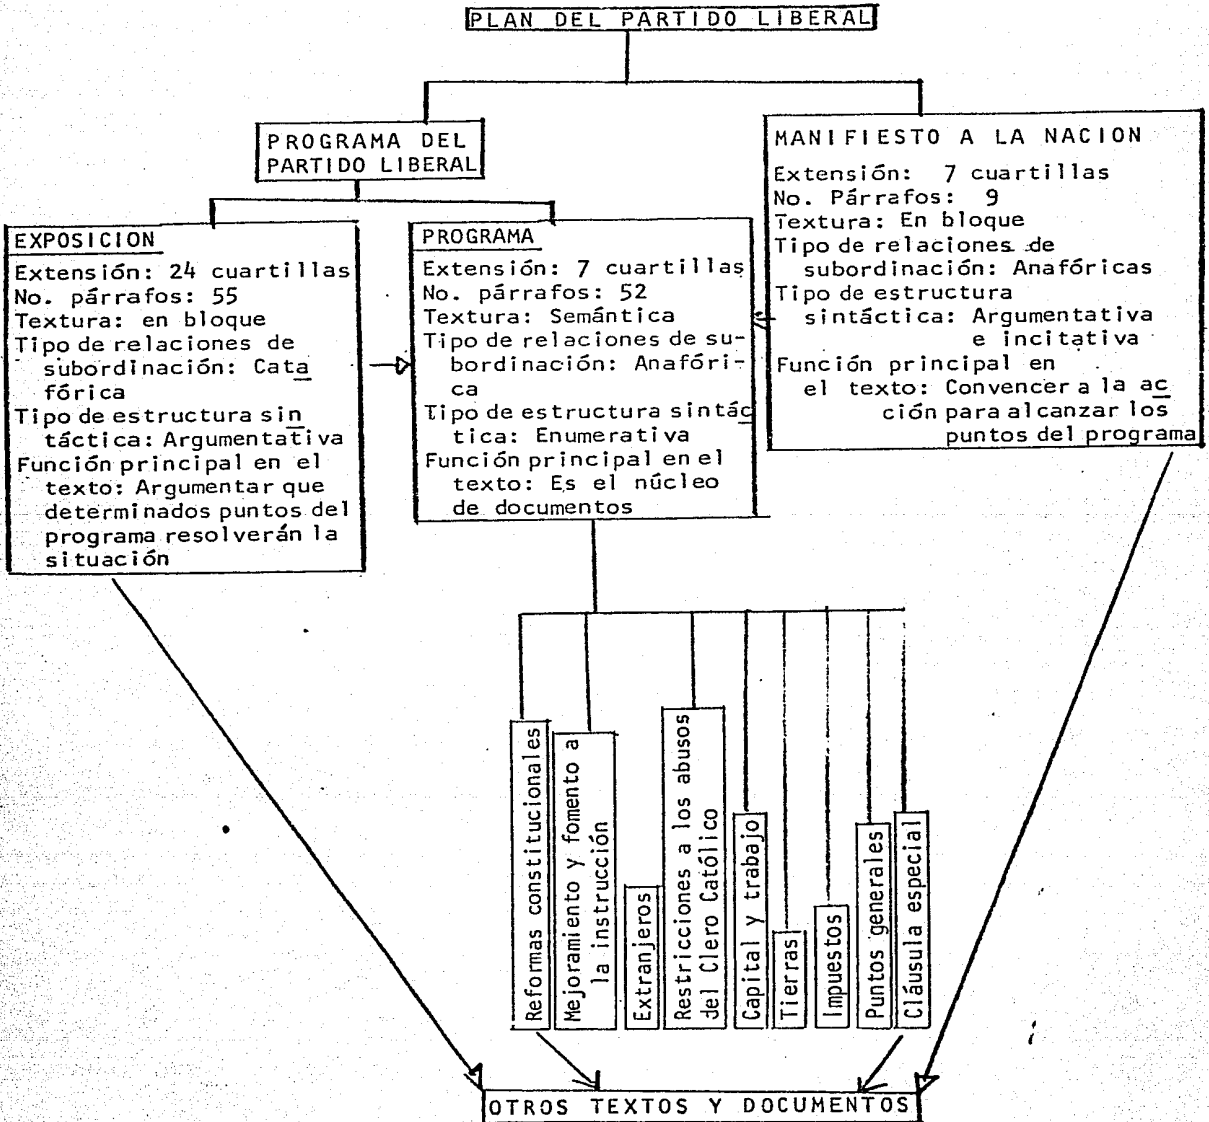 PLAN DEL PARTIDO LIBERAL
PROGRAMA DEL
PARTIDO LIBERAL
MANIFIESTO A LA NACION
Extensión: 7 cuartillas
No. Párrafos: 9
Textura: En bloque
Tipo de relaciones de
subordinación: Anafóricas
Tipo de estructura
sintáctica: Argumentativa
e incitativa
Función principal en
el texto: Convencer a la ac
ción para alcanzar los
puntos del programa
EXPOSICION
Extensión: 24 cuartillas
No. párrafos: 55
Textura: en bloque
Tipo de relaciones de
subordinación: Cata
fórica
Tipo de estructura sin
táctica: Argumentativa
Función principal en el
texto: Argumentar que
determinados puntos del
programa resolverán la
situación
PROGRAMA
Extensión: 7 cuartillas
No. párrafos: 52
Textura: Semántica
Tipo de relaciones de su-
bordinación: Anafóri-
ca
Tipo de estructura sintác
tica: Enumerativa
Función principal en el
texto: Es el núcleo
de documentos
Reformas constitucionales
Mejoramiento y fomento a
la instrucción
Extranjeros
Restricciones a los abusos
del Clero Católico
Capital y trabajo
Tierras
Impuestos
Puntos generales
Cláusula especial
OTROS TEXTOS Y DOCUMENTOS